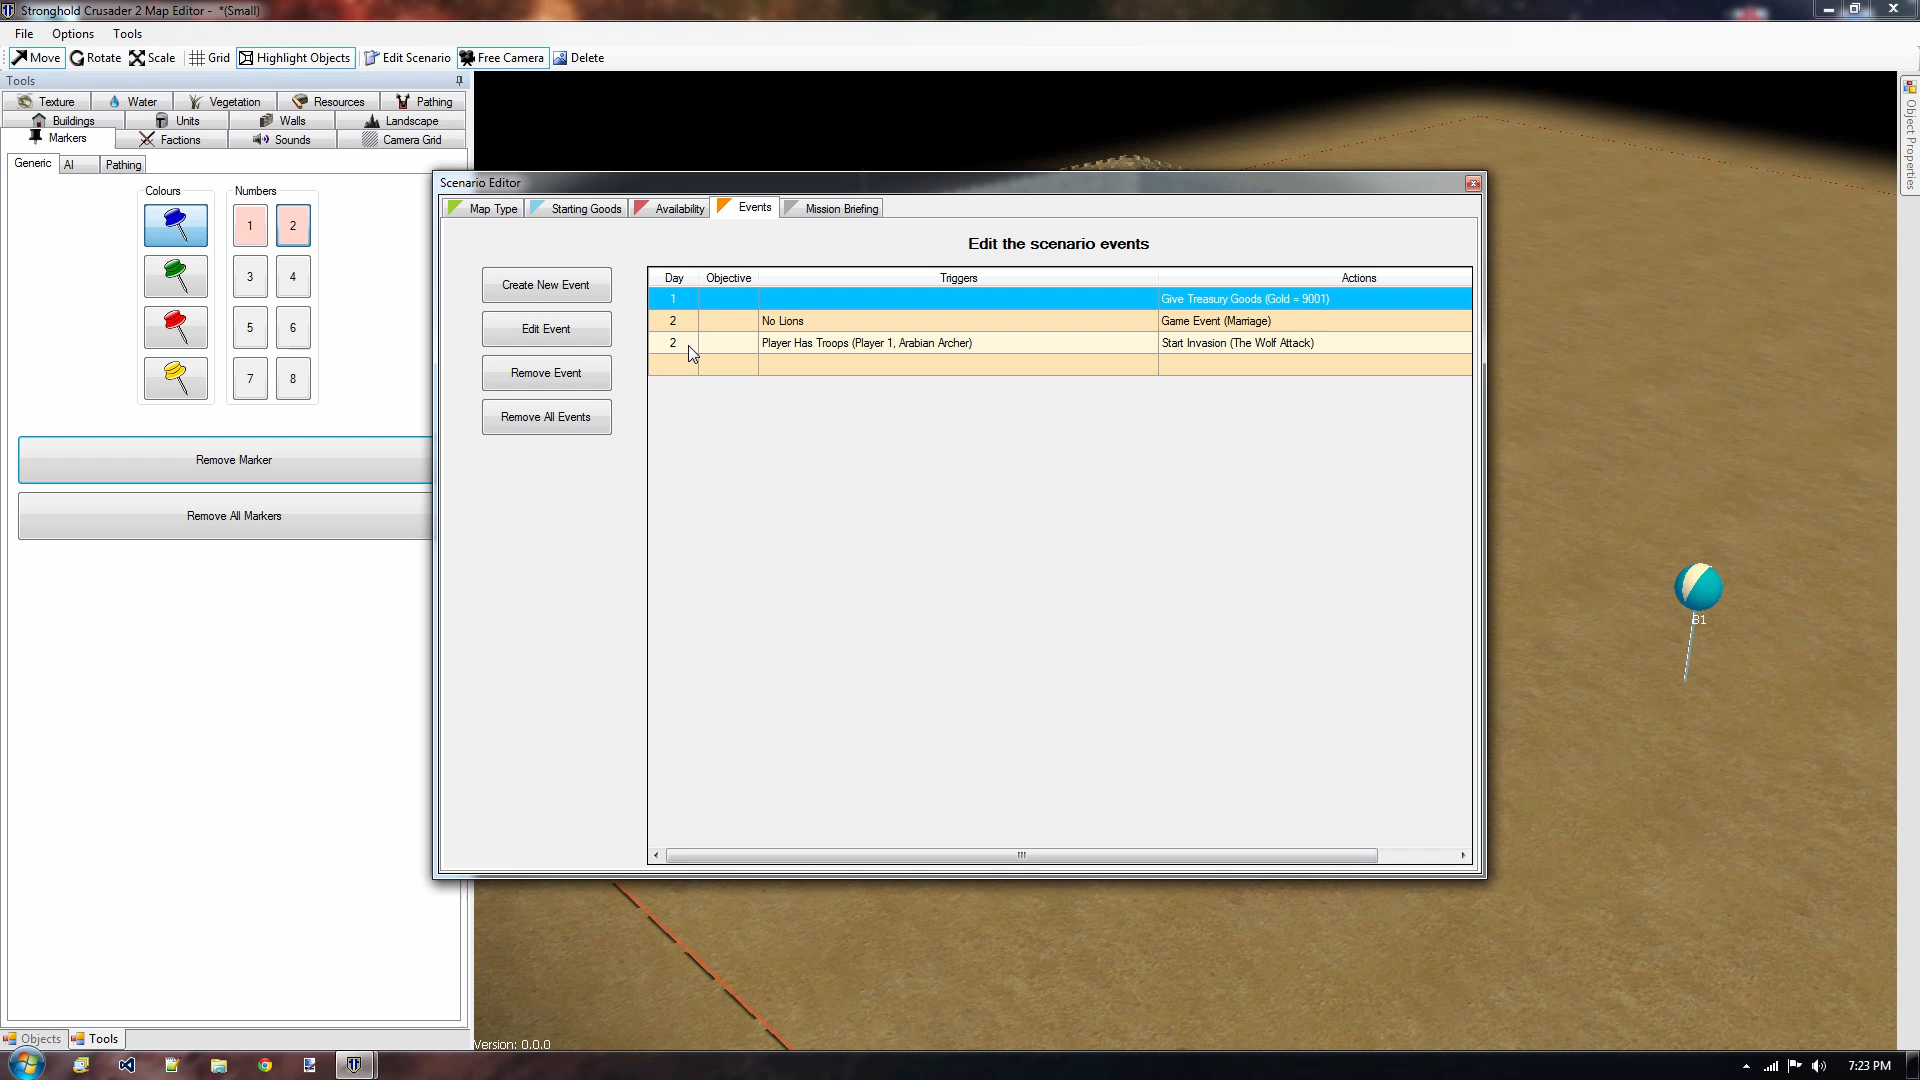 Stronghold Crusader 2 Map Editor - *(Small)
File Options Tools
Move Rotate Scale Grid Highlight Objects Edit Scenario Free Camera Delete
Tools
Texture Water Vegetation Resources Pathing
Buildings Units Walls Landscape
Markers Factions Sounds Camera Grid
Generic AI Pathing
Colours Numbers
1 2
3 4
5 6
7 8
Remove Marker
Remove All Markers
Objects Tools
Scenario Editor
Map Type Starting Goods Availability Events Mission Briefing
Edit the scenario events
Create New Event
Edit Event
Remove Event
Remove All Events
Day Objective Triggers Actions
1 Give Treasury Goods (Gold = 9001)
2 No Lions Game Event (Marriage)
2 Player Has Troops (Player 1, Arabian Archer) Start Invasion (The Wolf Attack)
B1
Object Properties
Version: 0.0.0
7:23 PM